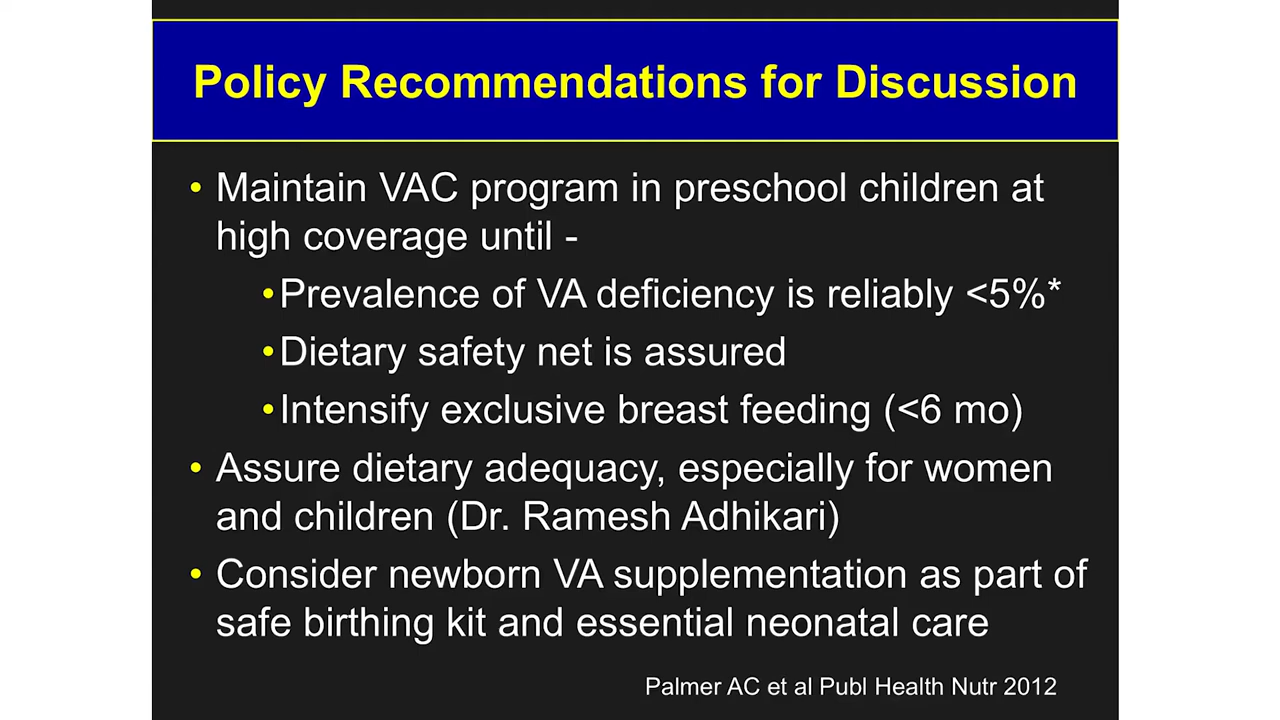 Policy Recommendations for Discussion
• Maintain VAC program in preschool children at
high coverage until -
•Prevalence of VA deficiency is reliably <5%*
•Dietary safety net is assured
•Intensify exclusive breast feeding (<6 mo)
• Assure dietary adequacy, especially for women
and children (Dr. Ramesh Adhikari)
• Consider newborn VA supplementation as part of
safe birthing kit and essential neonatal care
Palmer AC et al Publ Health Nutr 2012